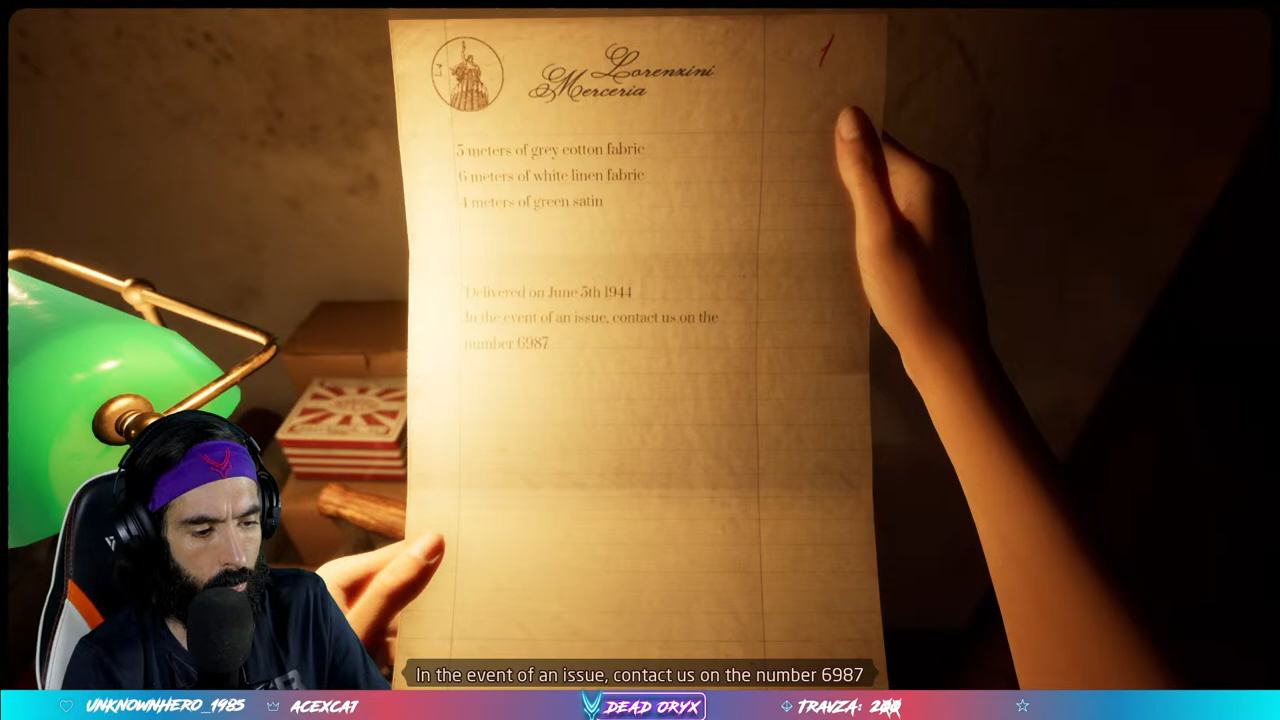 Lorenzini
Merceria
1
5 meters of grey cotton fabric
6 meters of white linen fabric
4 meters of green satin
Delivered on June 5th 1944
In the event of an issue, contact us on the
number 6987
In the event of an issue, contact us on the number 6987
UNKNOWNHERO_1985
ACEXCAT
DEAD ORYX
TRAVZA: 200